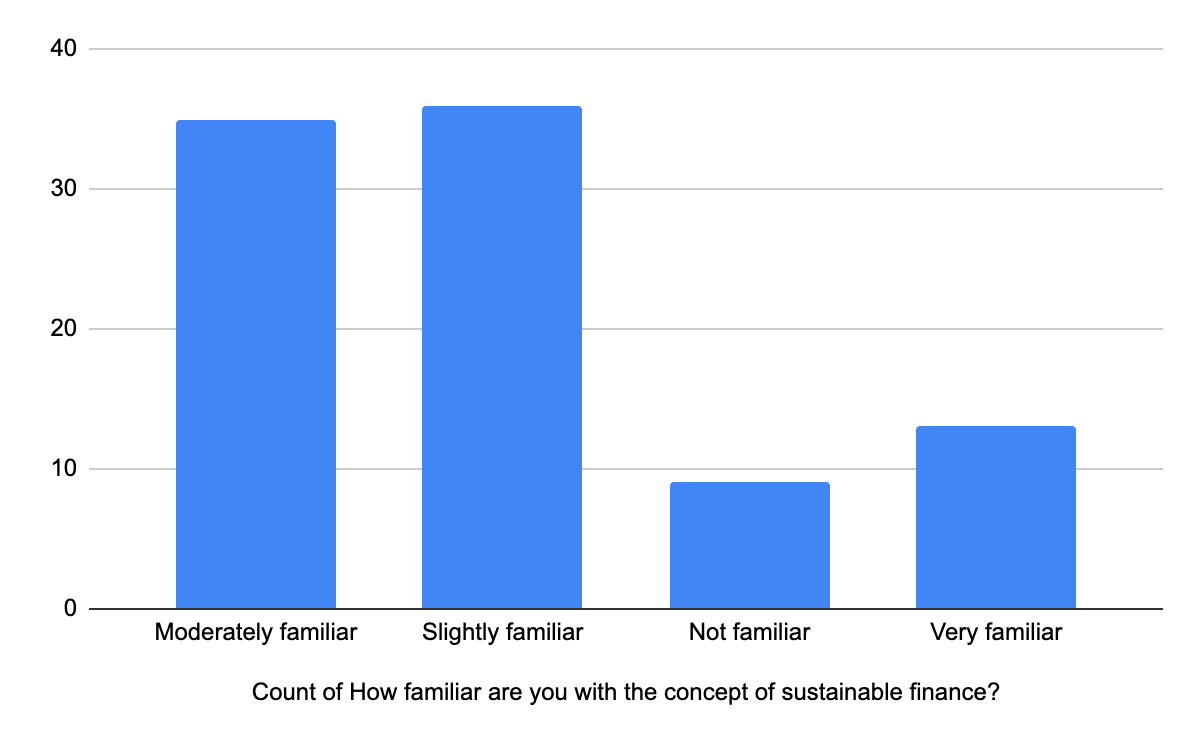 40
30
20
10
0
Moderately familiar
Slightly familiar
Not familiar
Very familiar
Count of How familiar are you with the concept of sustainable finance?